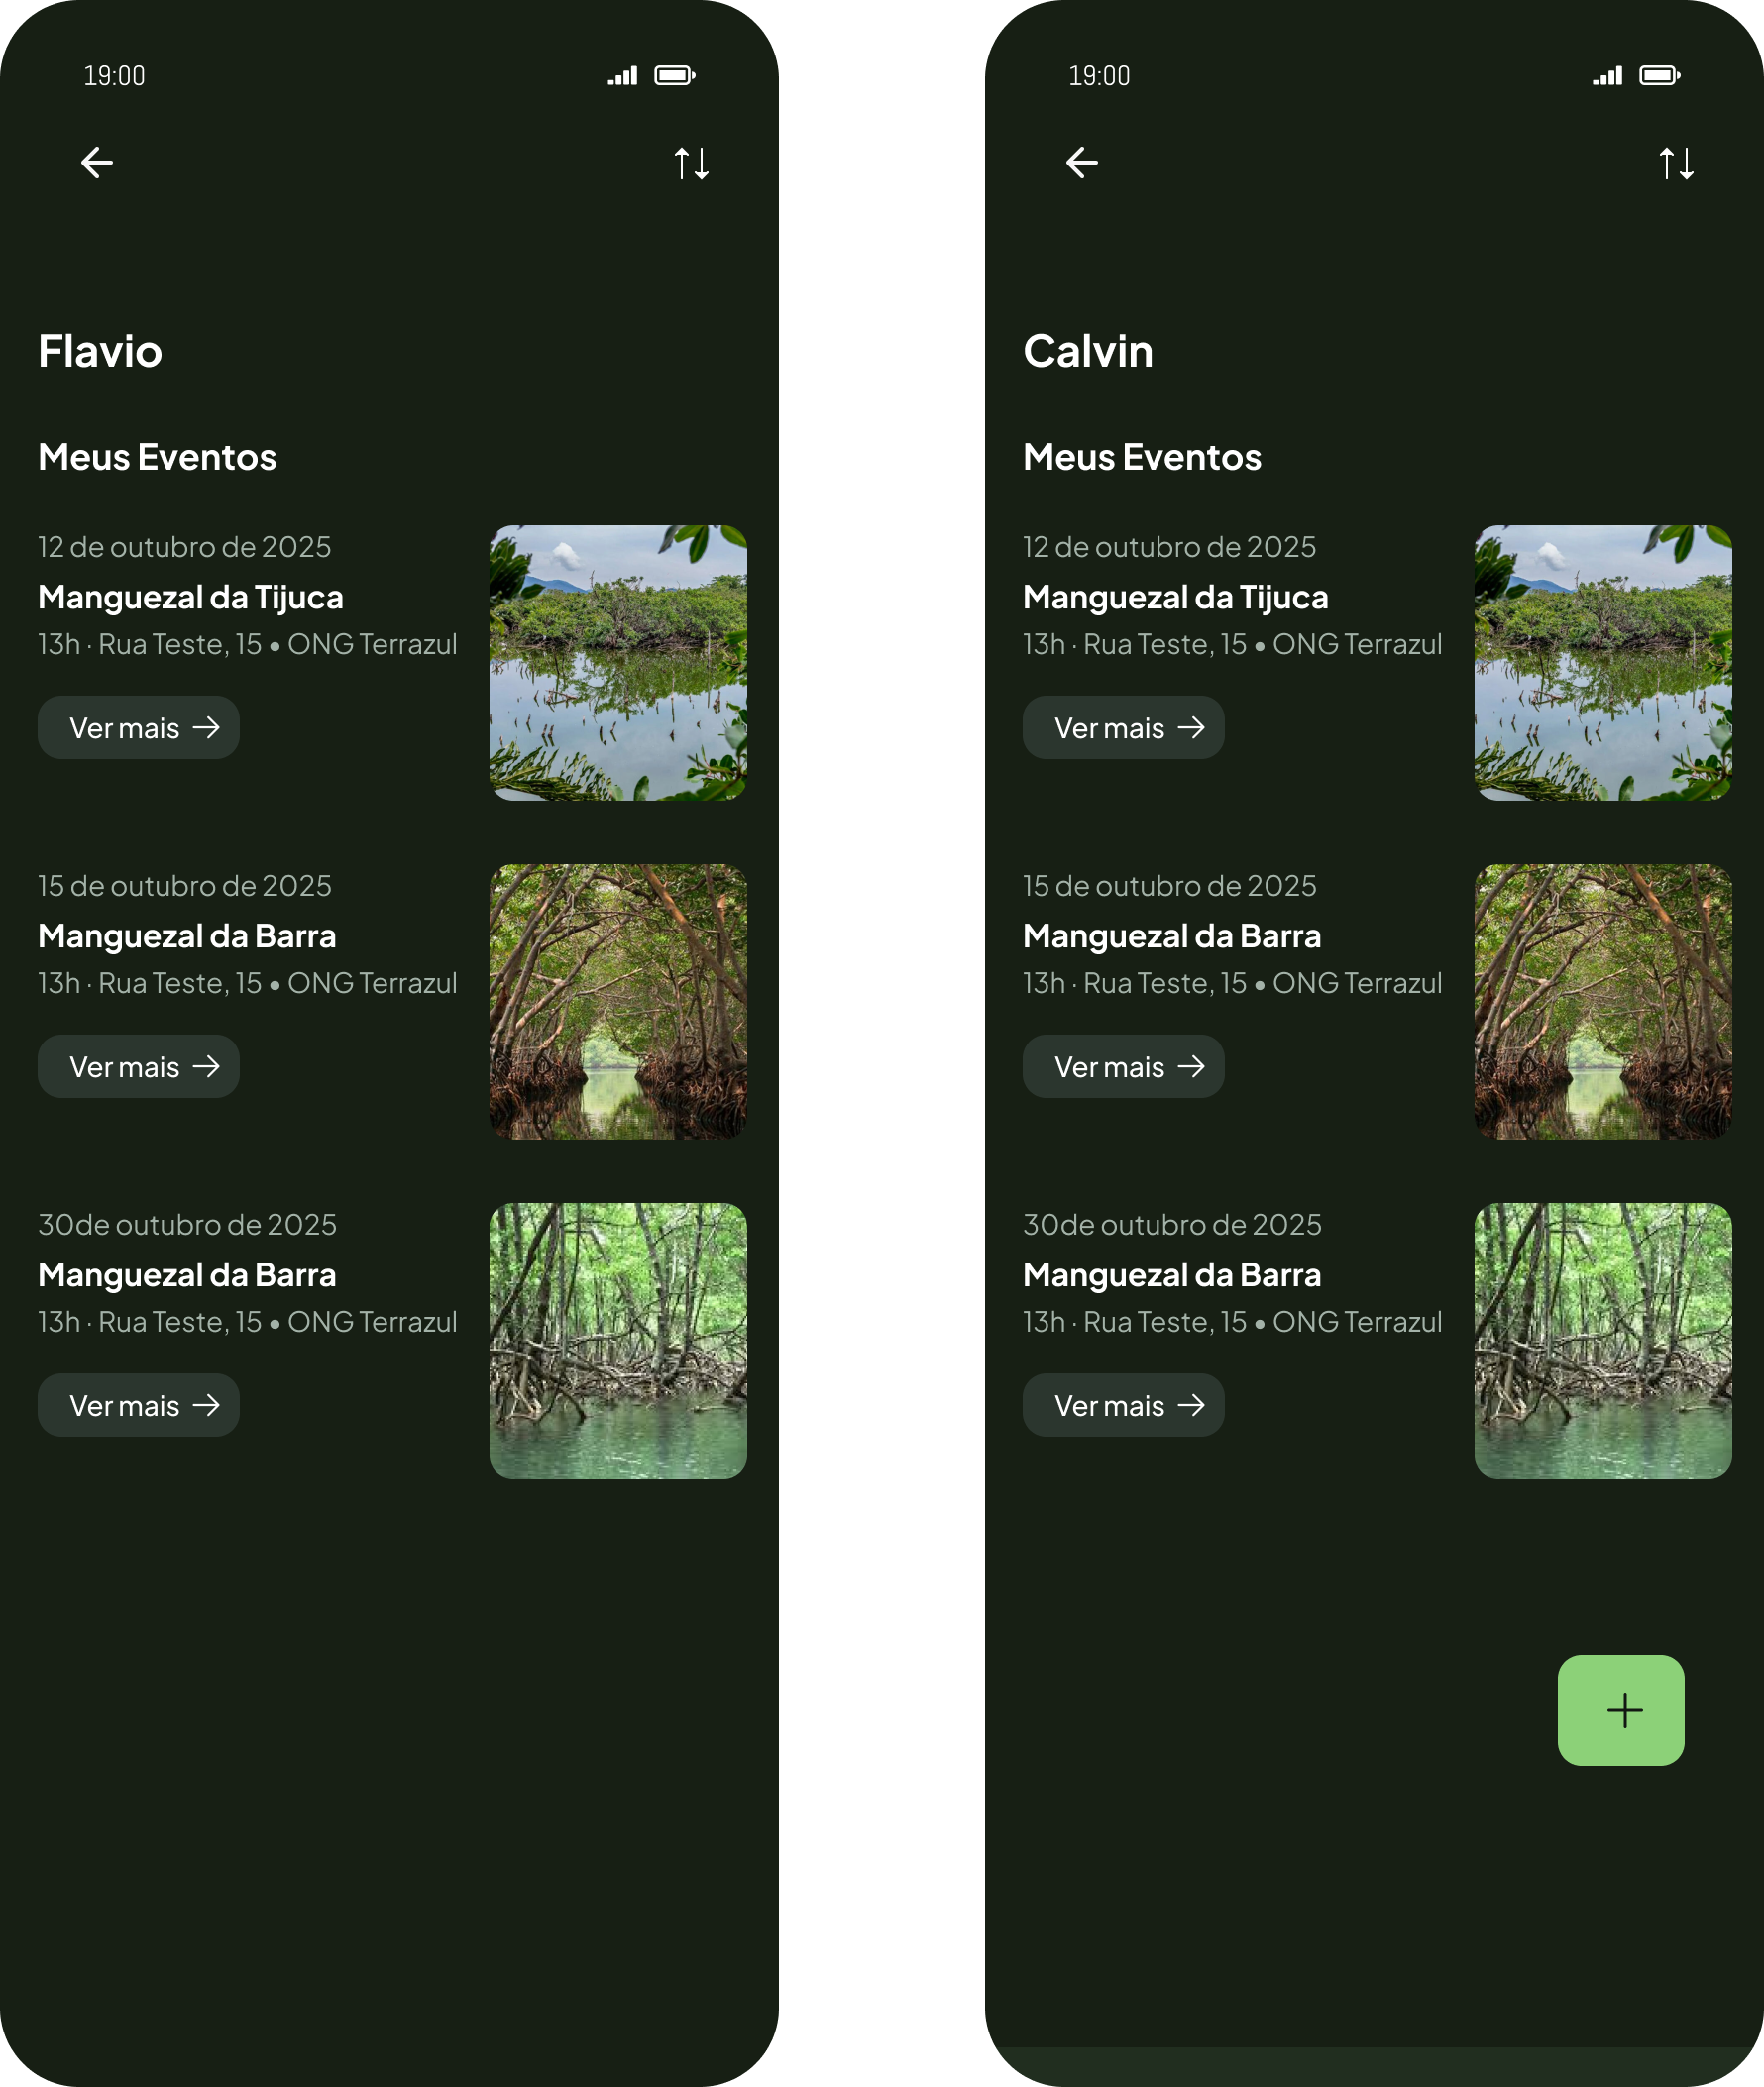 19:00
Flavio
Meus Eventos
12 de outubro de 2025
Manguezal da Tijuca
13h · Rua Teste, 15 • ONG Terrazul
Ver mais →
15 de outubro de 2025
Manguezal da Barra
13h · Rua Teste, 15 • ONG Terrazul
Ver mais →
30de outubro de 2025
Manguezal da Barra
13h · Rua Teste, 15 • ONG Terrazul
Ver mais →
19:00
Calvin
Meus Eventos
12 de outubro de 2025
Manguezal da Tijuca
13h · Rua Teste, 15 • ONG Terrazul
Ver mais →
15 de outubro de 2025
Manguezal da Barra
13h · Rua Teste, 15 • ONG Terrazul
Ver mais →
30de outubro de 2025
Manguezal da Barra
13h · Rua Teste, 15 • ONG Terrazul
Ver mais →